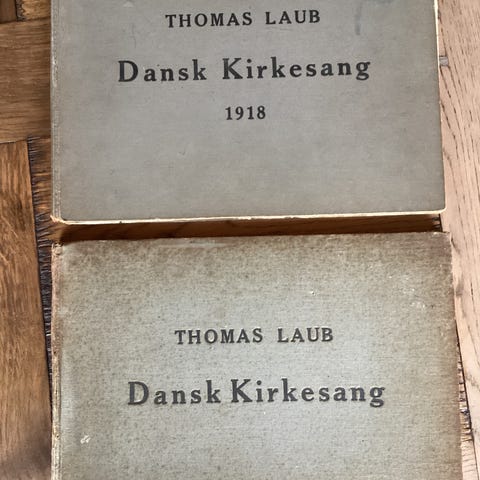 THOMAS LAUB
Dansk Kirkesang
1918
THOMAS LAUB
Dansk Kirkesang